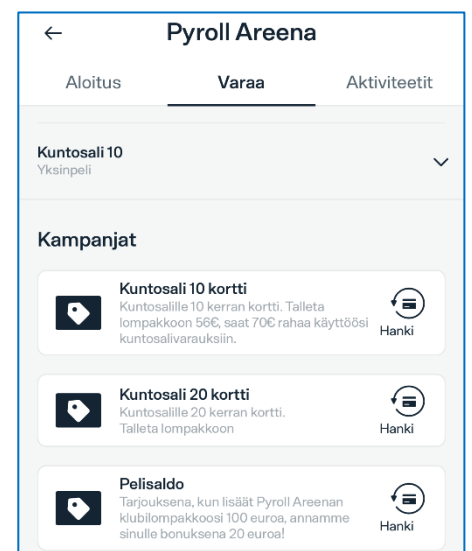 Pyroll Areena
Aloitus Varaa Aktiviteetit
Kuntosali 10
Yksinpeli
Kampanjat
Kuntosali 10 kortti
Kuntosalille 10 kerran kortti. Talleta
lompakkoon 56€, saat 70€ rahaa käyttöösi
kuntosalivarauksiin.
Hanki
Kuntosali 20 kortti
Kuntosalille 20 kerran kortti.
Talleta lompakkoon
Hanki
Pelisaldo
Tarjouksena, kun lisäät Pyroll Areenan
klubilompakkoosi 100 euroa, annamme
sinulle bonuksena 20 euroa!
Hanki